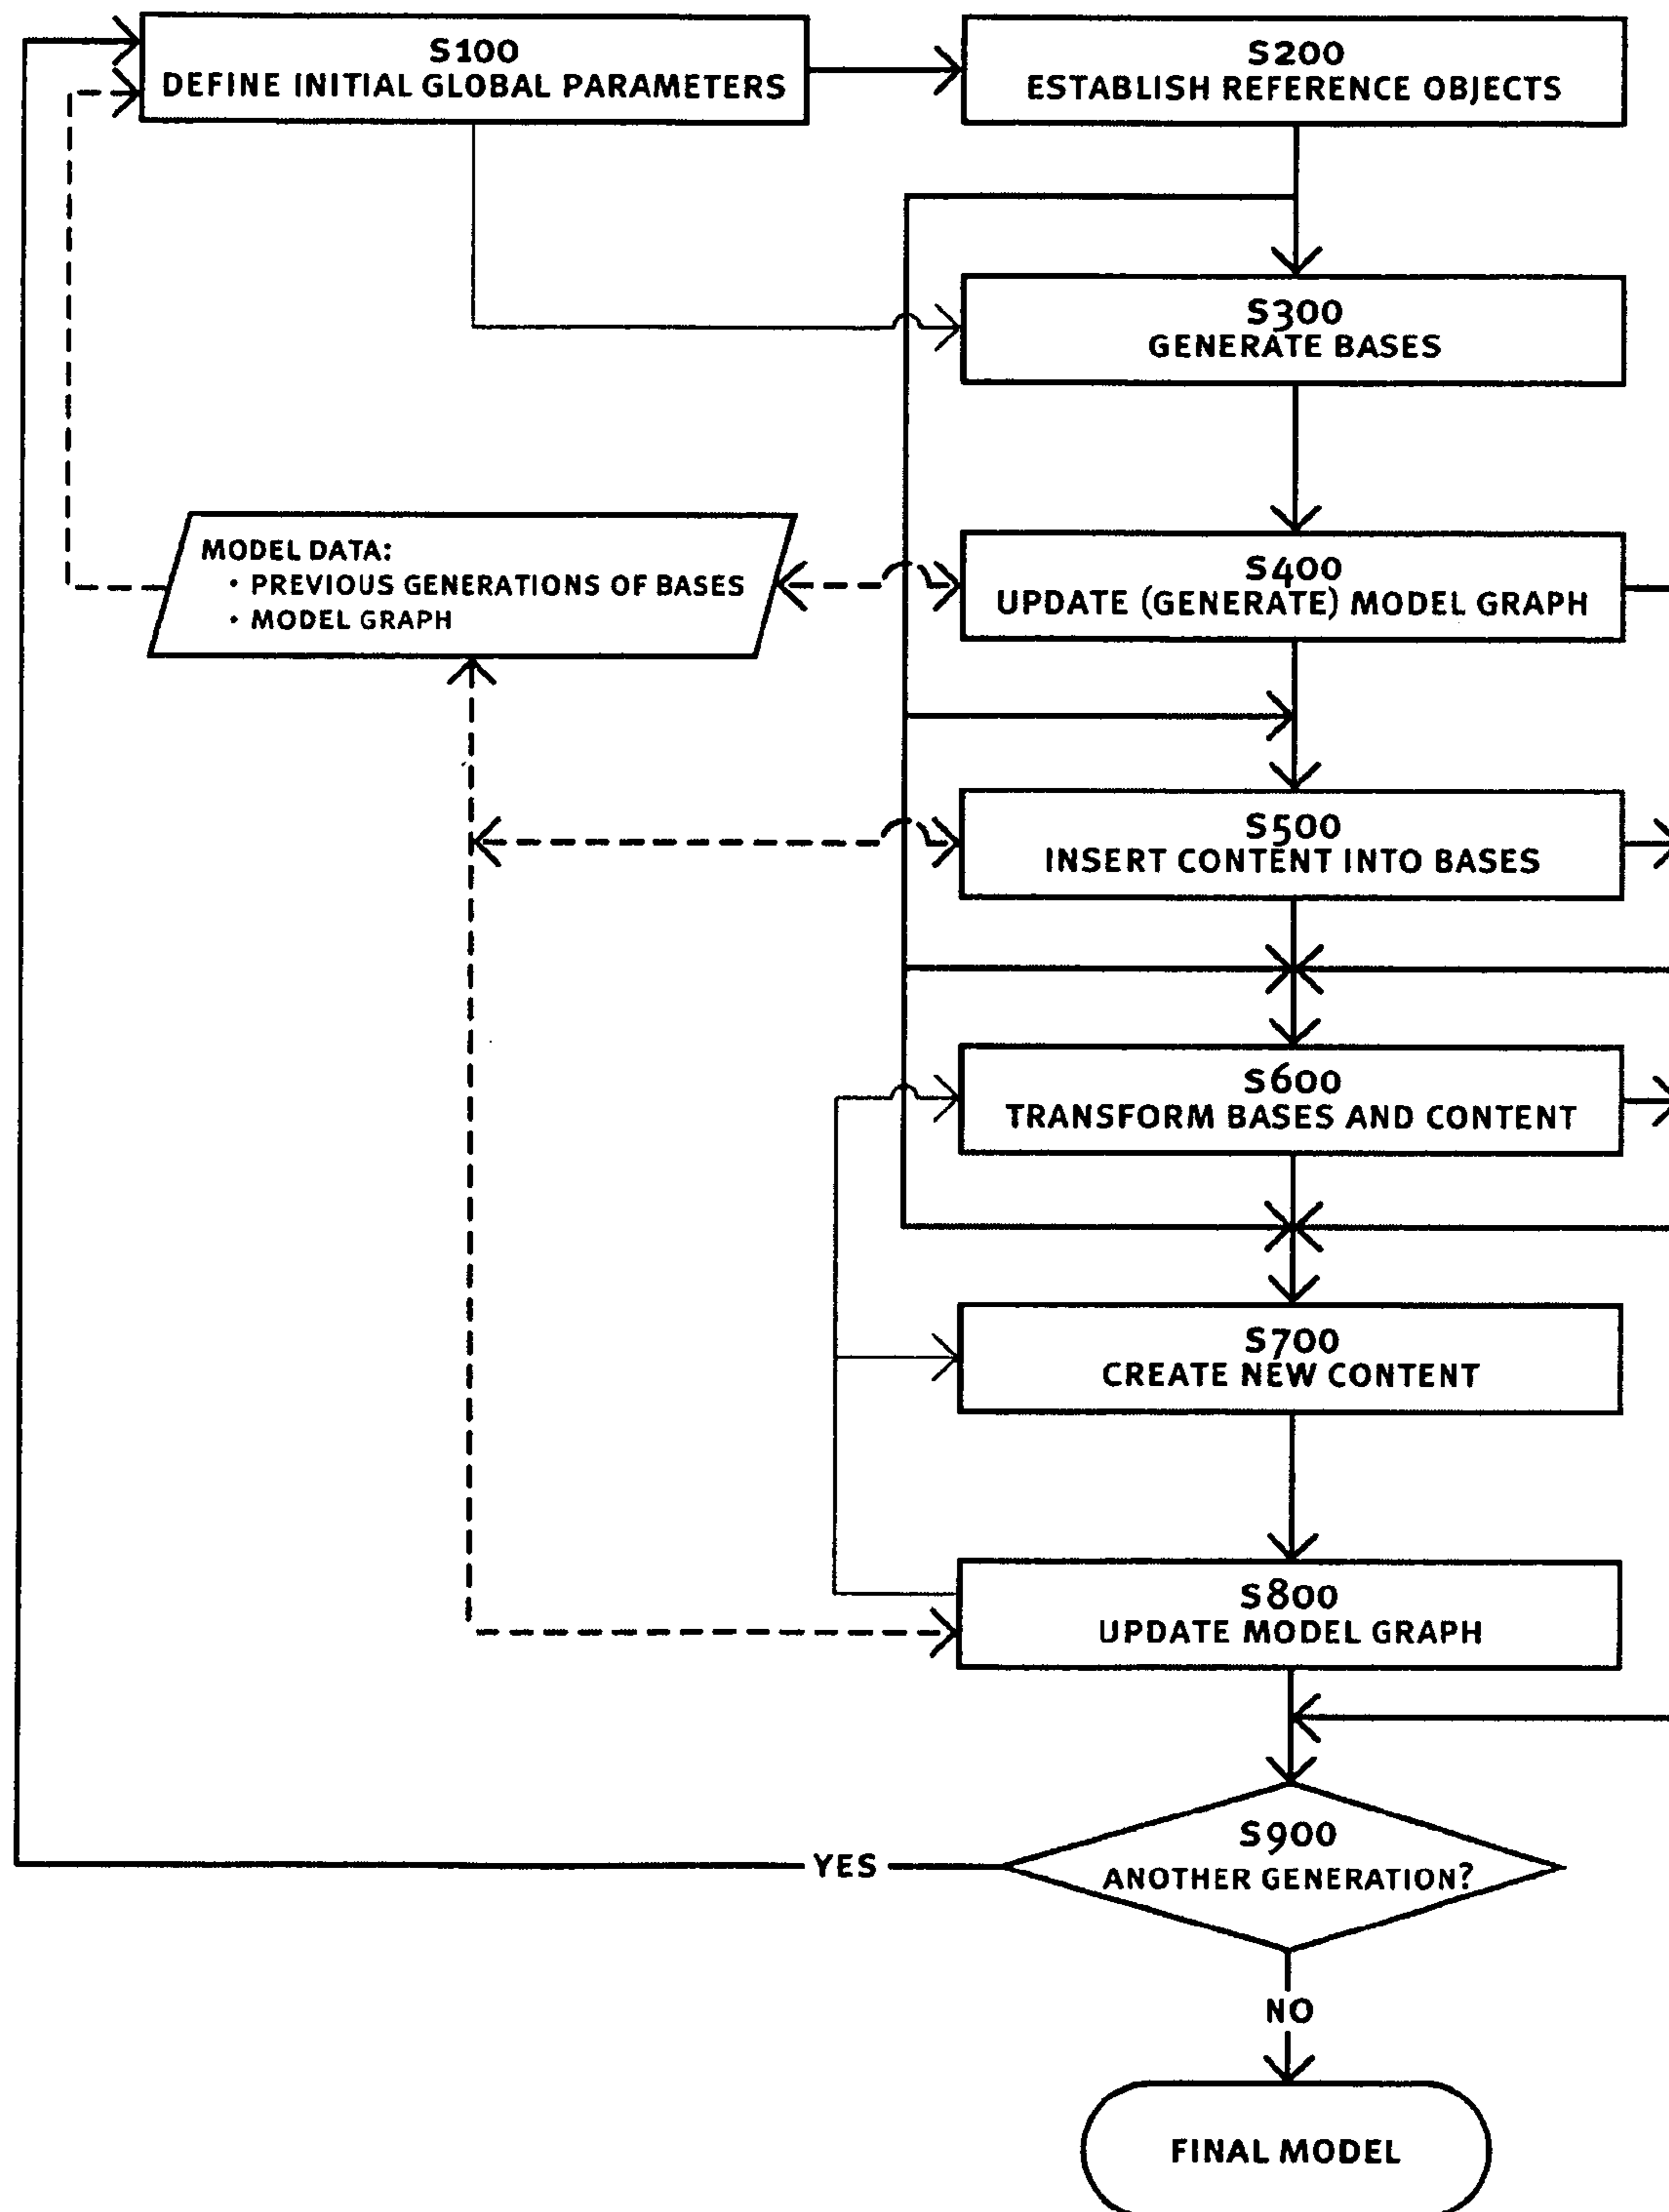 S100
DEFINE INITIAL GLOBAL PARAMETERS
S200
ESTABLISH REFERENCE OBJECTS
S300
GENERATE BASES
MODEL DATA:
• PREVIOUS GENERATIONS OF BASES
• MODEL GRAPH
S400
UPDATE (GENERATE) MODEL GRAPH
S500
INSERT CONTENT INTO BASES
S600
TRANSFORM BASES AND CONTENT
S700
CREATE NEW CONTENT
S800
UPDATE MODEL GRAPH
S900
ANOTHER GENERATION?
YES
NO
FINAL MODEL